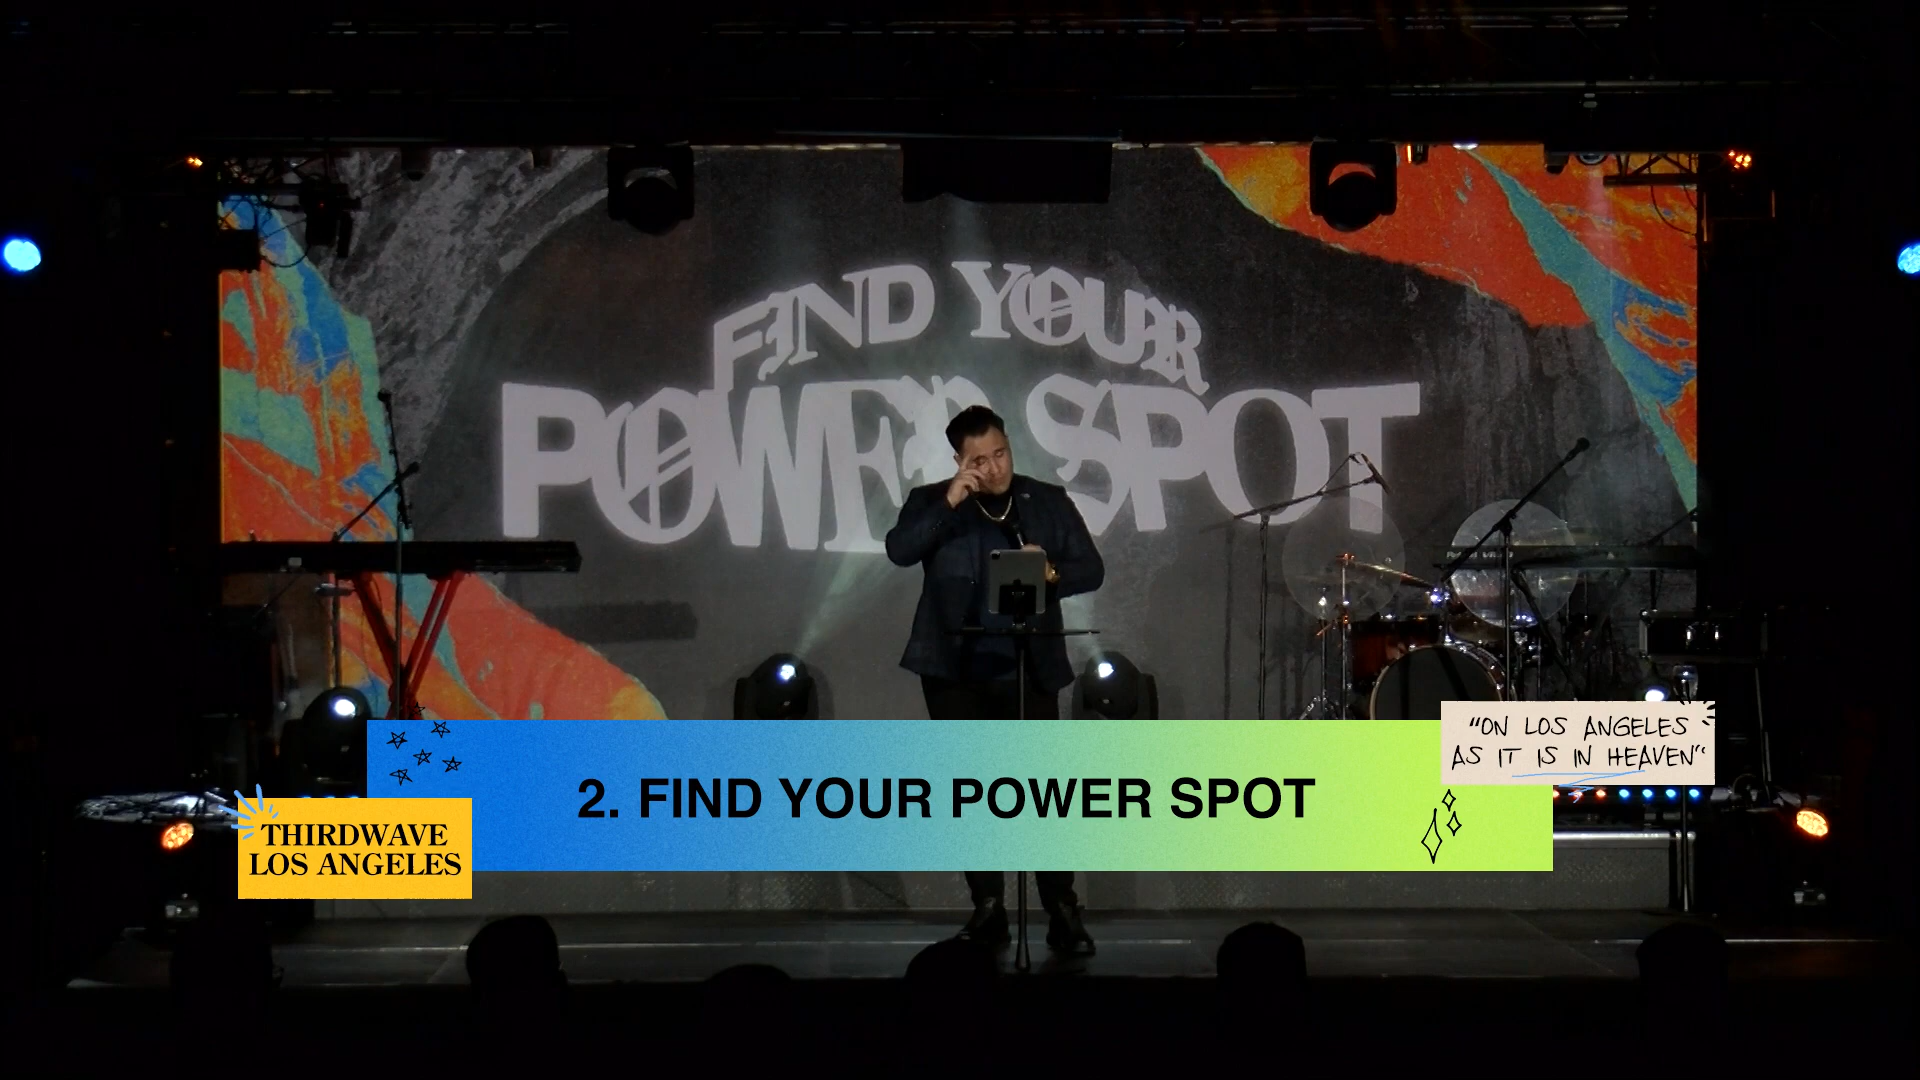 FIND YOUR
POWER SPOT
"ON LOS ANGELES
AS IT IS IN HEAVEN"
2. FIND YOUR POWER SPOT
THIRDWAVE
LOS ANGELES